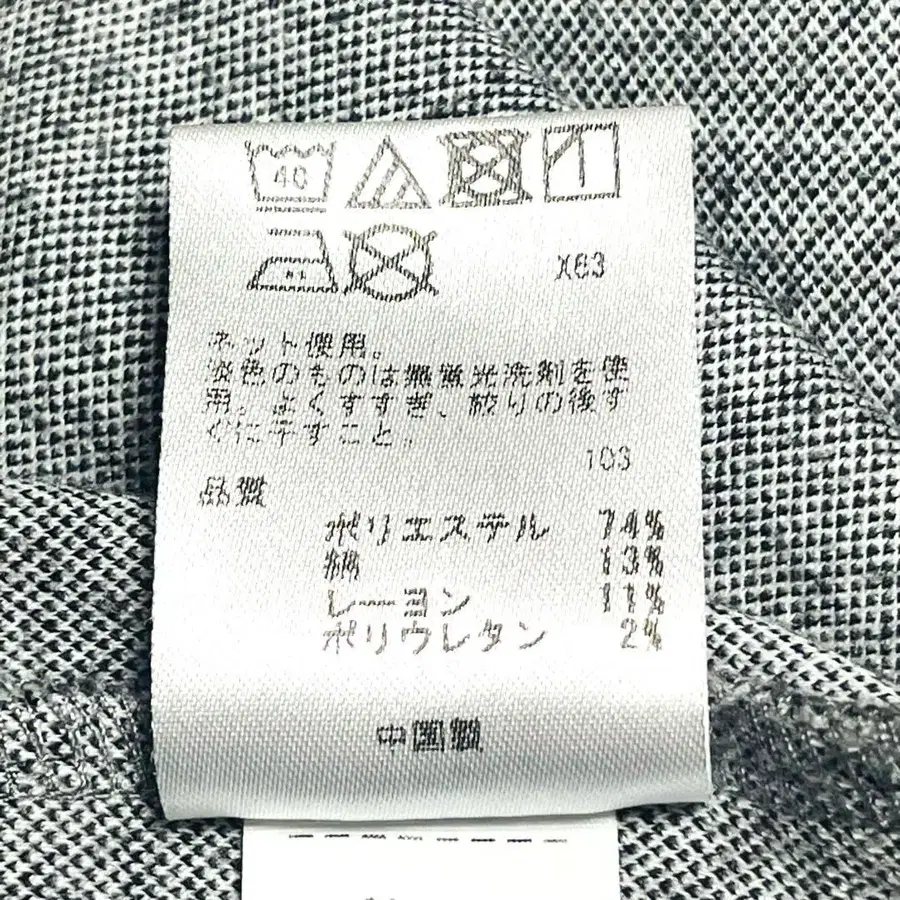 40
X63
ネット使用。
淡色のものは無蛍光洗剤を使
用。よくすすぎ、絞りの後す
ぐに干すこと。
103
品質
ポリエステル 74%
綿 13%
レーヨン 11%
ポリウレタン 2%
中国製